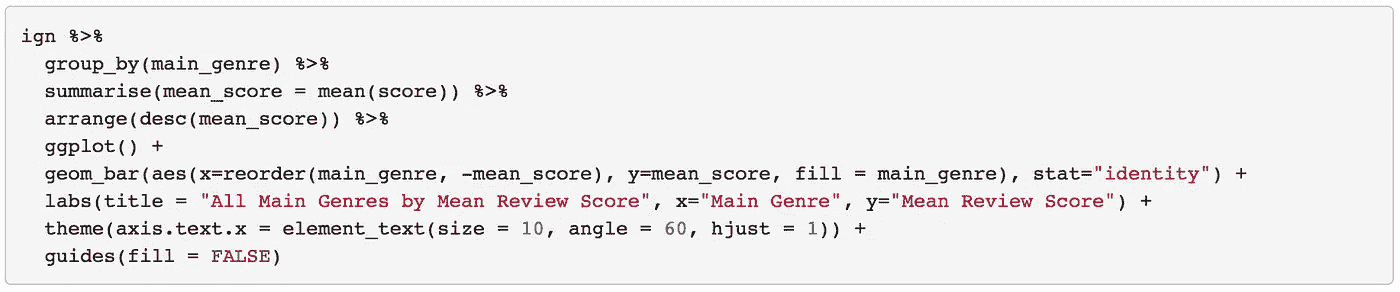 ign %>%
  group_by(main_genre) %>%
  summarise(mean_score = mean(score)) %>%
  arrange(desc(mean_score)) %>%
  ggplot() +
  geom_bar(aes(x=reorder(main_genre, -mean_score), y=mean_score, fill = main_genre), stat="identity") +
  labs(title = "All Main Genres by Mean Review Score", x="Main Genre", y="Mean Review Score") +
  theme(axis.text.x = element_text(size = 10, angle = 60, hjust = 1)) +
  guides(fill = FALSE)